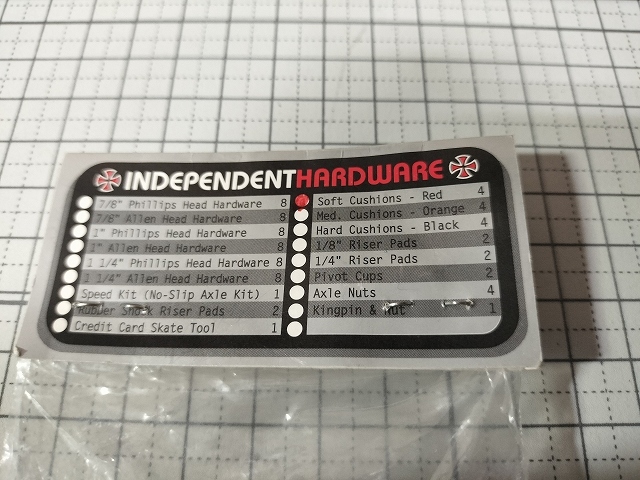 INDEPENDENT HARDWARE
7/8" Phillips Head Hardware 8
7/8" Allen Head Hardware 8
1" Phillips Head Hardware 8
1" Allen Head Hardware 8
1 1/4" Phillips Head Hardware 8
1 1/4" Allen Head Hardware 8
Speed Kit (No-Slip Axle Kit) 1
Rubber Shock Riser Pads 2
Credit Card Skate Tool 1
Soft Cushions - Red 4
Med. Cushions - Orange 4
Hard Cushions - Black 4
1/8" Riser Pads 2
1/4" Riser Pads 2
Pivot Cups 2
Axle Nuts 4
Kingpin & Nut 1